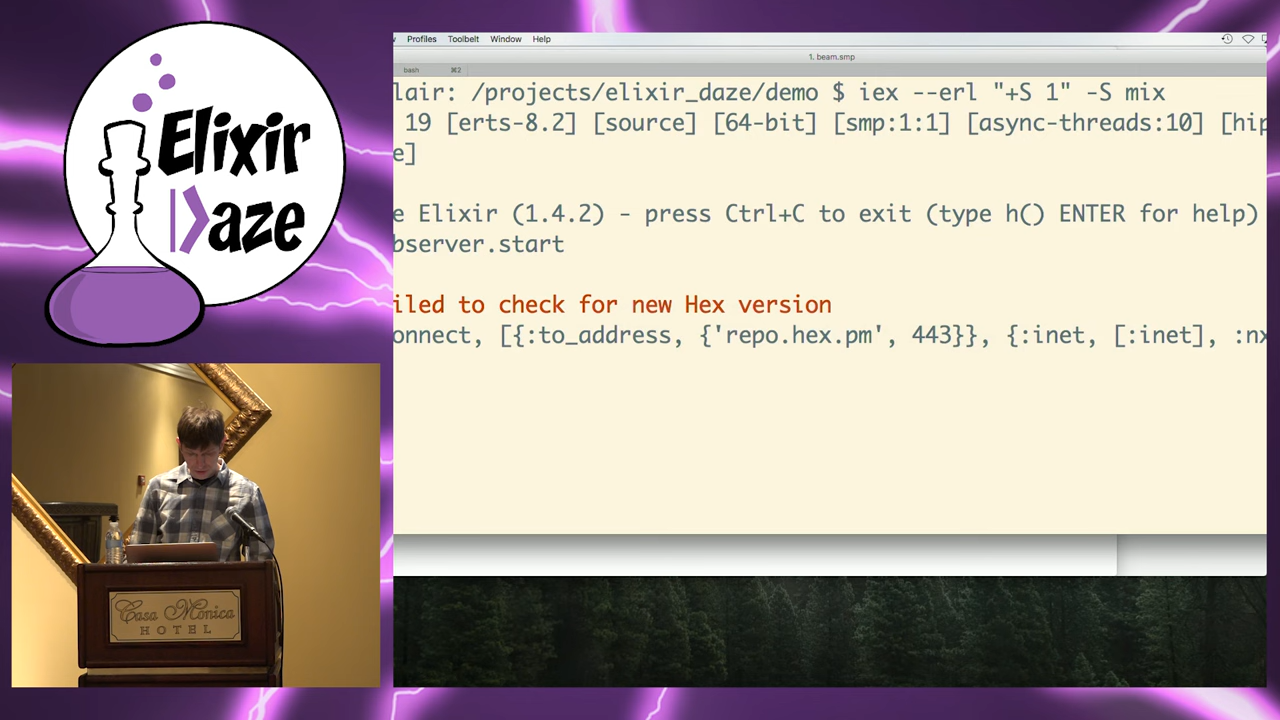 Elixir
|>aze
Profiles Toolbelt Window Help
1. beam.smp
bash ⌘2
lair: /projects/elixir_daze/demo $ iex --erl "+S 1" -S mix
19 [erts-8.2] [source] [64-bit] [smp:1:1] [async-threads:10] [hip
e]
e Elixir (1.4.2) - press Ctrl+C to exit (type h() ENTER for help)
bserver.start
iled to check for new Hex version
onnect, [{:to_address, {'repo.hex.pm', 443}}, {:inet, [:inet], :nx
Casa Monica
HOTEL